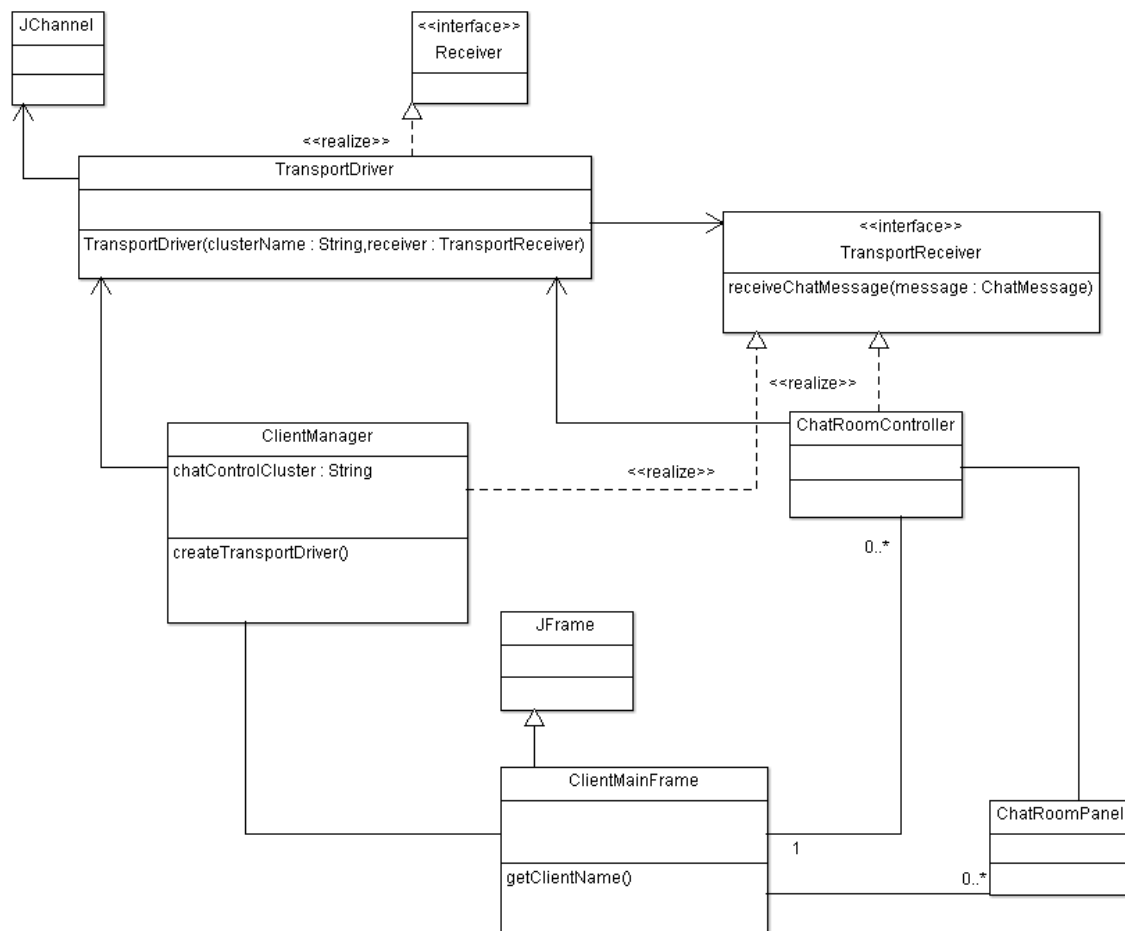 JChannel
<<interface>>
Receiver
<<realize>>
TransportDriver
TransportDriver(clusterName : String,receiver : TransportReceiver)
<<interface>>
TransportReceiver
receiveChatMessage(message : ChatMessage)
<<realize>>
ChatRoomController
ClientManager
chatControlCluster : String
<<realize>>
createTransportDriver()
0..*
JFrame
ClientMainFrame
ChatRoomPanel
1
getClientName()
0..*